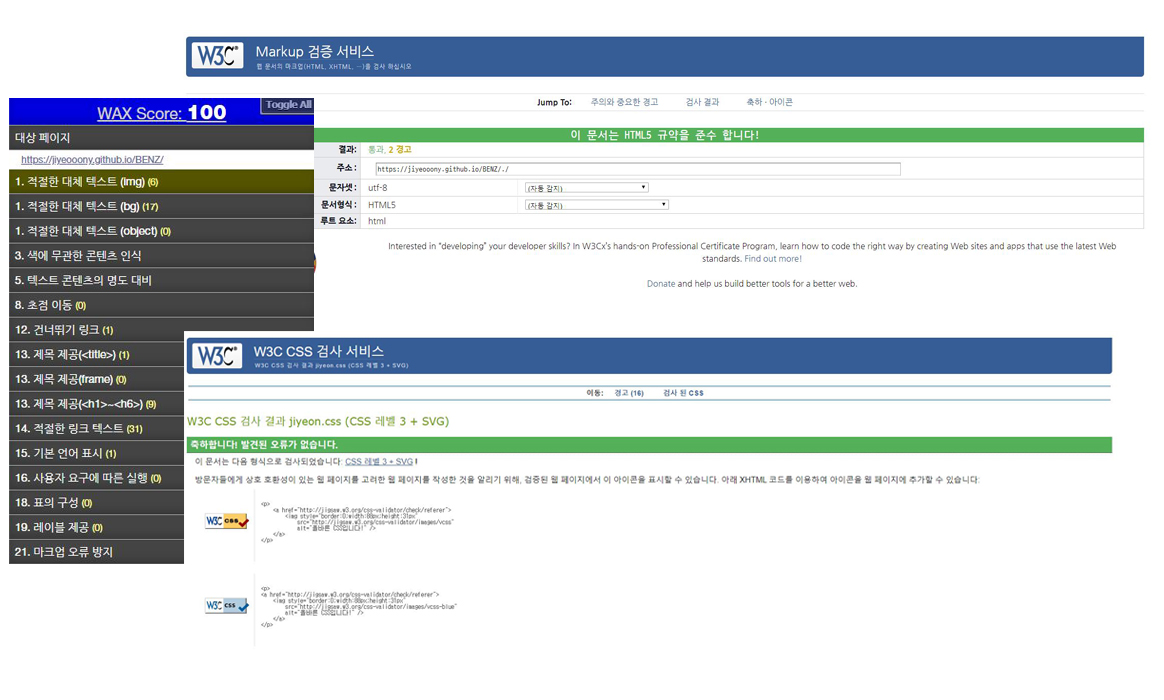 W3C®
Markup 검증 서비스
웹 문서의 마크업(HTML, XHTML, …)를 검사 하십시오
Jump To: 주의와 중요한 경고 검사 결과 축하 · 아이콘
이 문서는 HTML5 규약을 준수 합니다!
결과: 통과, 2 경고
주소 : https://jiyeooony.github.io/BENZ/./
문자셋 : utf-8 (자동 감지)
문서형식 : HTML5 (자동 감지)
루트 요소: html
Interested in "developing" your developer skills? In W3Cx's hands-on Professional Certificate Program, learn how to code the right way by creating Web sites and apps that use the latest Web
standards. Find out more!
Donate and help us build better tools for a better web.
WAX Score: 100
Toggle All
대상 페이지
https://jiyeooony.github.io/BENZ/
1. 적절한 대체 텍스트 (img) (6)
1. 적절한 대체 텍스트 (bg) (17)
1. 적절한 대체 텍스트 (object) (0)
3. 색에 무관한 콘텐츠 인식
5. 텍스트 콘텐츠의 명도 대비
8. 초점 이동 (0)
12. 건너뛰기 링크 (1)
13. 제목 제공(<title>) (1)
13. 제목 제공(frame) (0)
13. 제목 제공(<h1>~<h6>) (9)
14. 적절한 링크 텍스트 (31)
15. 기본 언어 표시 (1)
16. 사용자 요구에 따른 실행 (0)
18. 표의 구성 (0)
19. 레이블 제공 (0)
21. 마크업 오류 방지
W3C®
W3C CSS 검사 서비스
W3C CSS 검사 결과 jiyeon.css (CSS 레벨 3 + SVG)
이동: 경고 (16) 검사 된 CSS
W3C CSS 검사 결과 jiyeon.css (CSS 레벨 3 + SVG)
축하합니다! 발견된 오류가 없습니다.
이 문서는 다음 형식으로 검사되었습니다: CSS 레벨 3 + SVG !
방문자들에게 상호 호환성이 있는 웹 페이지를 고려한 웹 페이지를 작성한 것을 알리기 위해, 검증된 웹 페이지에서 이 아이콘을 표시할 수 있습니다. 아래 XHTML 코드를 이용하여 아이콘을 웹 페이지에 추가할 수 있습니다:
W3C CSS
<p>
<a href="http://jigsaw.w3.org/css-validator/check/referer">
<img style="border:0;width:88px;height:31px"
src="http://jigsaw.w3.org/css-validator/images/vcss"
alt="올바른 CSS입니다!" />
</a>
</p>
W3C CSS
<p>
<a href="http://jigsaw.w3.org/css-validator/check/referer">
<img style="border:0;width:88px;height:31px"
src="http://jigsaw.w3.org/css-validator/images/vcss-blue"
alt="올바른 CSS입니다!" />
</a>
</p>